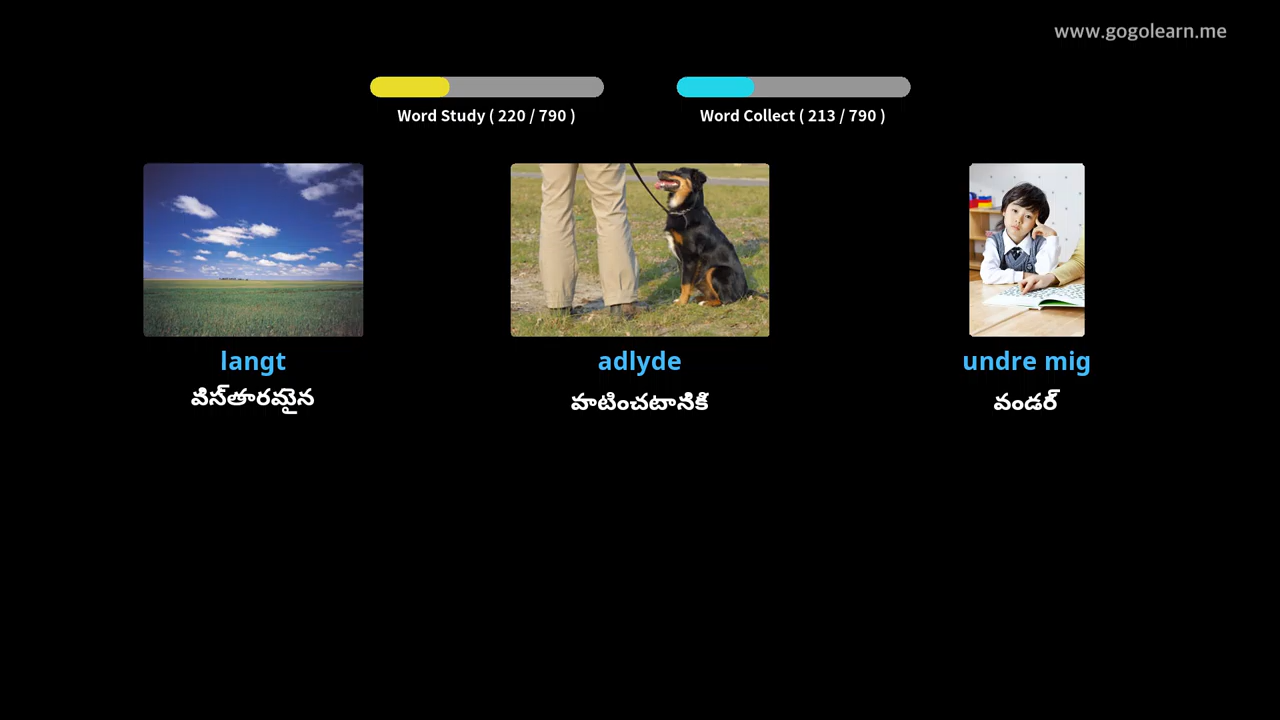 www.gogolearn.me
Word Study ( 220 / 790 )
Word Collect ( 213 / 790 )
langt
adlyde
undre mig
విస్తారమైన
పాటించటానికి
వండర్